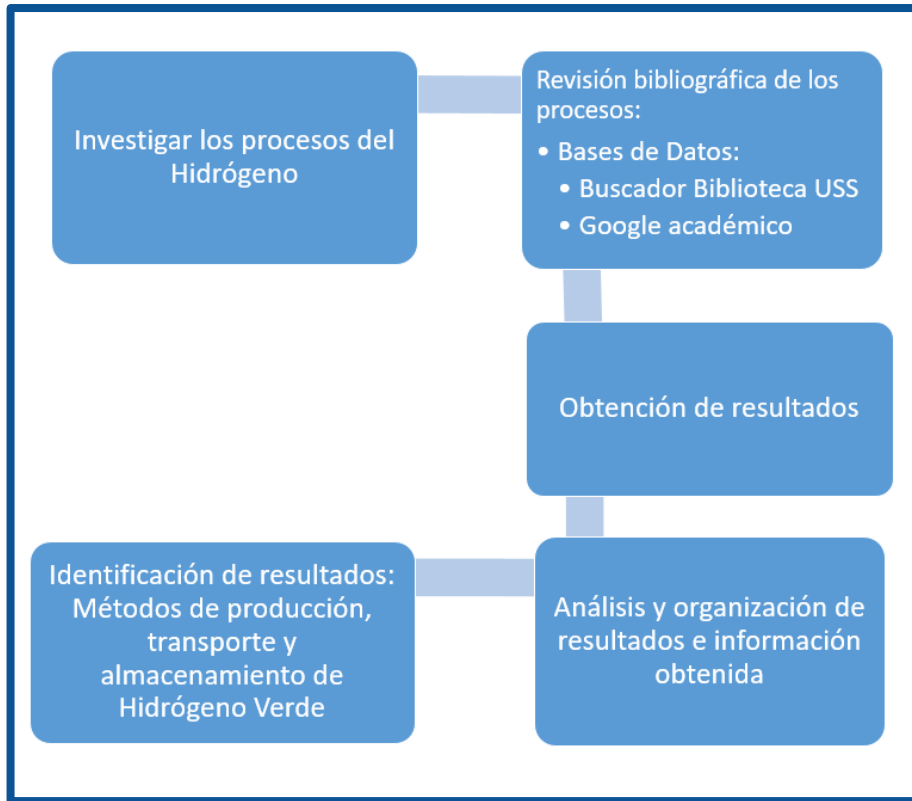 Investigar los procesos del
Hidrógeno
Revisión bibliográfica de los
procesos:
• Bases de Datos:
• Buscador Biblioteca USS
• Google académico
Obtención de resultados
Análisis y organización de
resultados e información
obtenida
Identificación de resultados:
Métodos de producción,
transporte y
almacenamiento de
Hidrógeno Verde